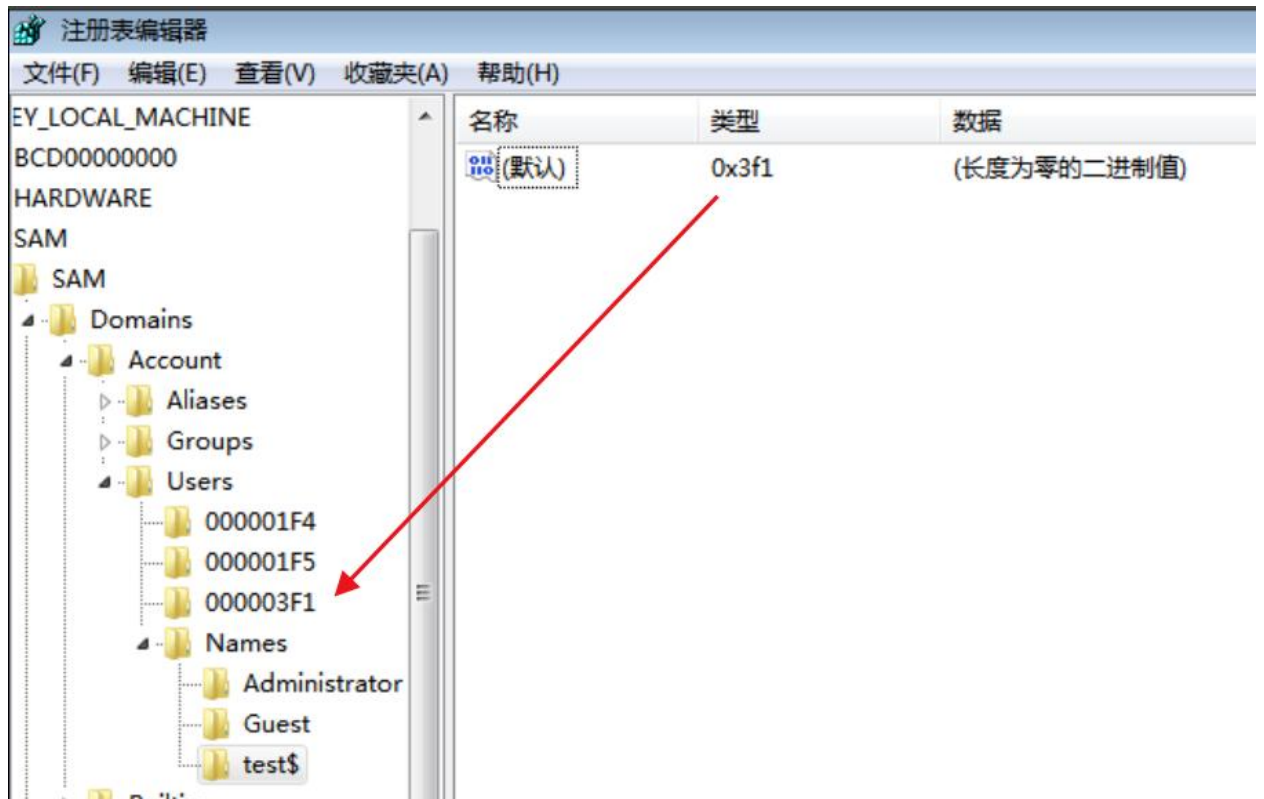 注册表编辑器
文件(F) 编辑(E) 查看(V) 收藏夹(A) 帮助(H)
EY_LOCAL_MACHINE
BCD00000000
HARDWARE
SAM
SAM
Domains
Account
Aliases
Groups
Users
000001F4
000001F5
000003F1
Names
Administrator
Guest
test$
名称 类型 数据
(默认) 0x3f1 (长度为零的二进制值)